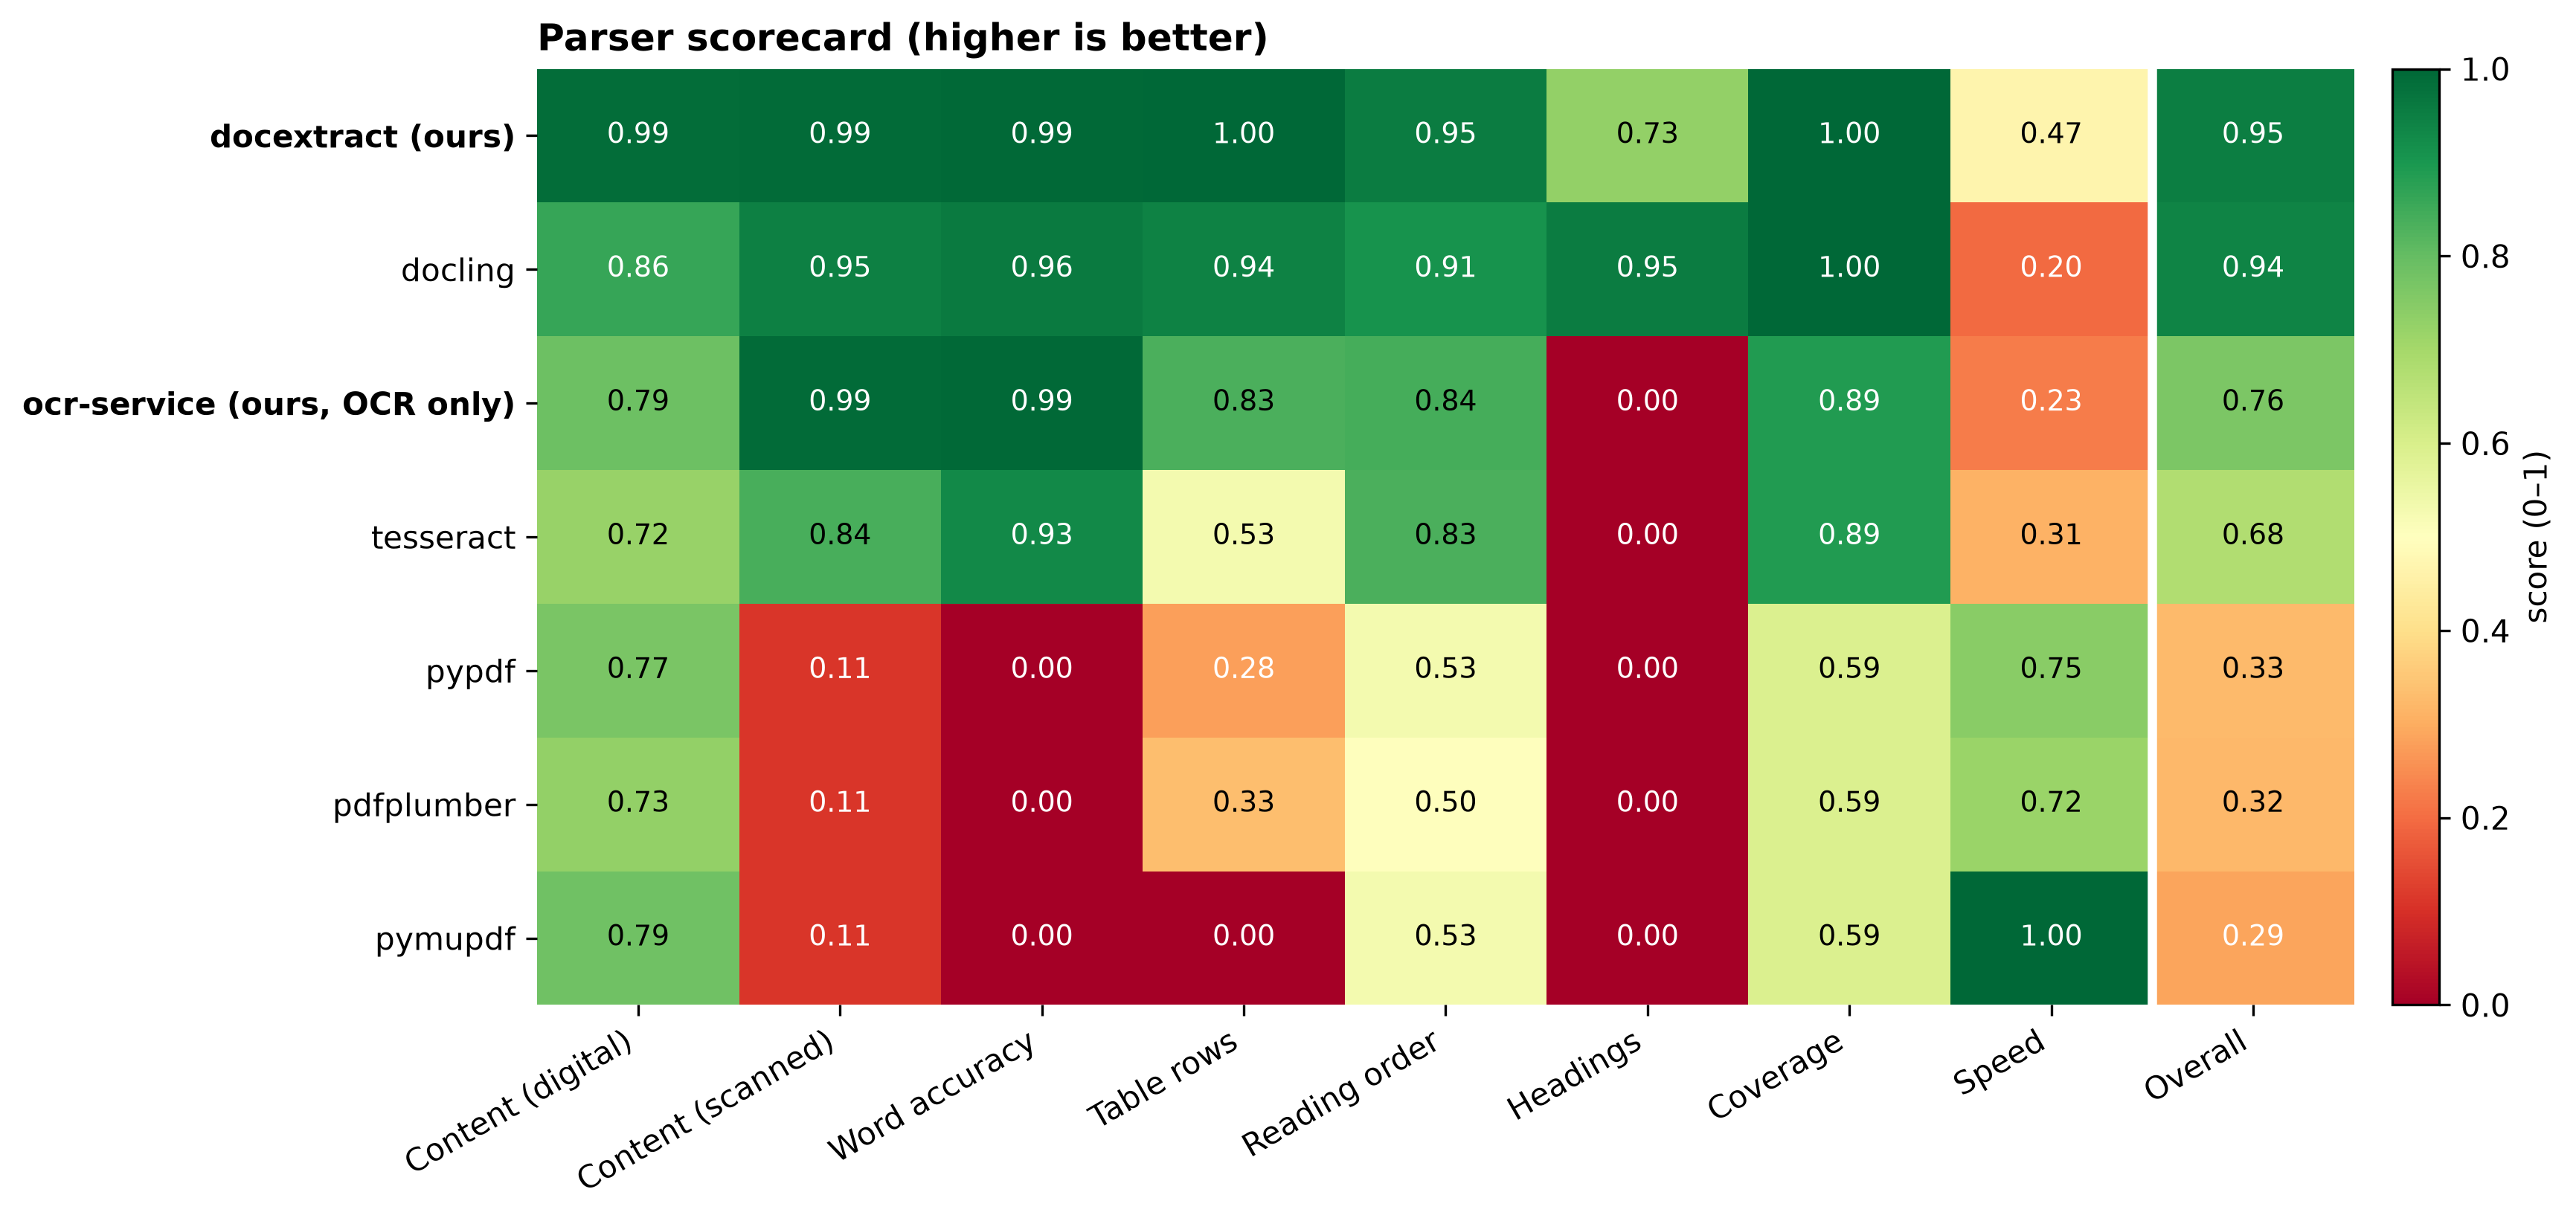 Parser scorecard (higher is better)
docextract (ours) 0.99 0.99 0.99 1.00 0.95 0.73 1.00 0.47 0.95
docling 0.86 0.95 0.96 0.94 0.91 0.95 1.00 0.20 0.94
ocr-service (ours, OCR only) 0.79 0.99 0.99 0.83 0.84 0.00 0.89 0.23 0.76
tesseract 0.72 0.84 0.93 0.53 0.83 0.00 0.89 0.31 0.68
pypdf 0.77 0.11 0.00 0.28 0.53 0.00 0.59 0.75 0.33
pdfplumber 0.73 0.11 0.00 0.33 0.50 0.00 0.59 0.72 0.32
pymupdf 0.79 0.11 0.00 0.00 0.53 0.00 0.59 1.00 0.29
Content (digital)
Content (scanned)
Word accuracy
Table rows
Reading order
Headings
Coverage
Speed
Overall
1.0
0.8
0.6
0.4
0.2
0.0
score (0–1)